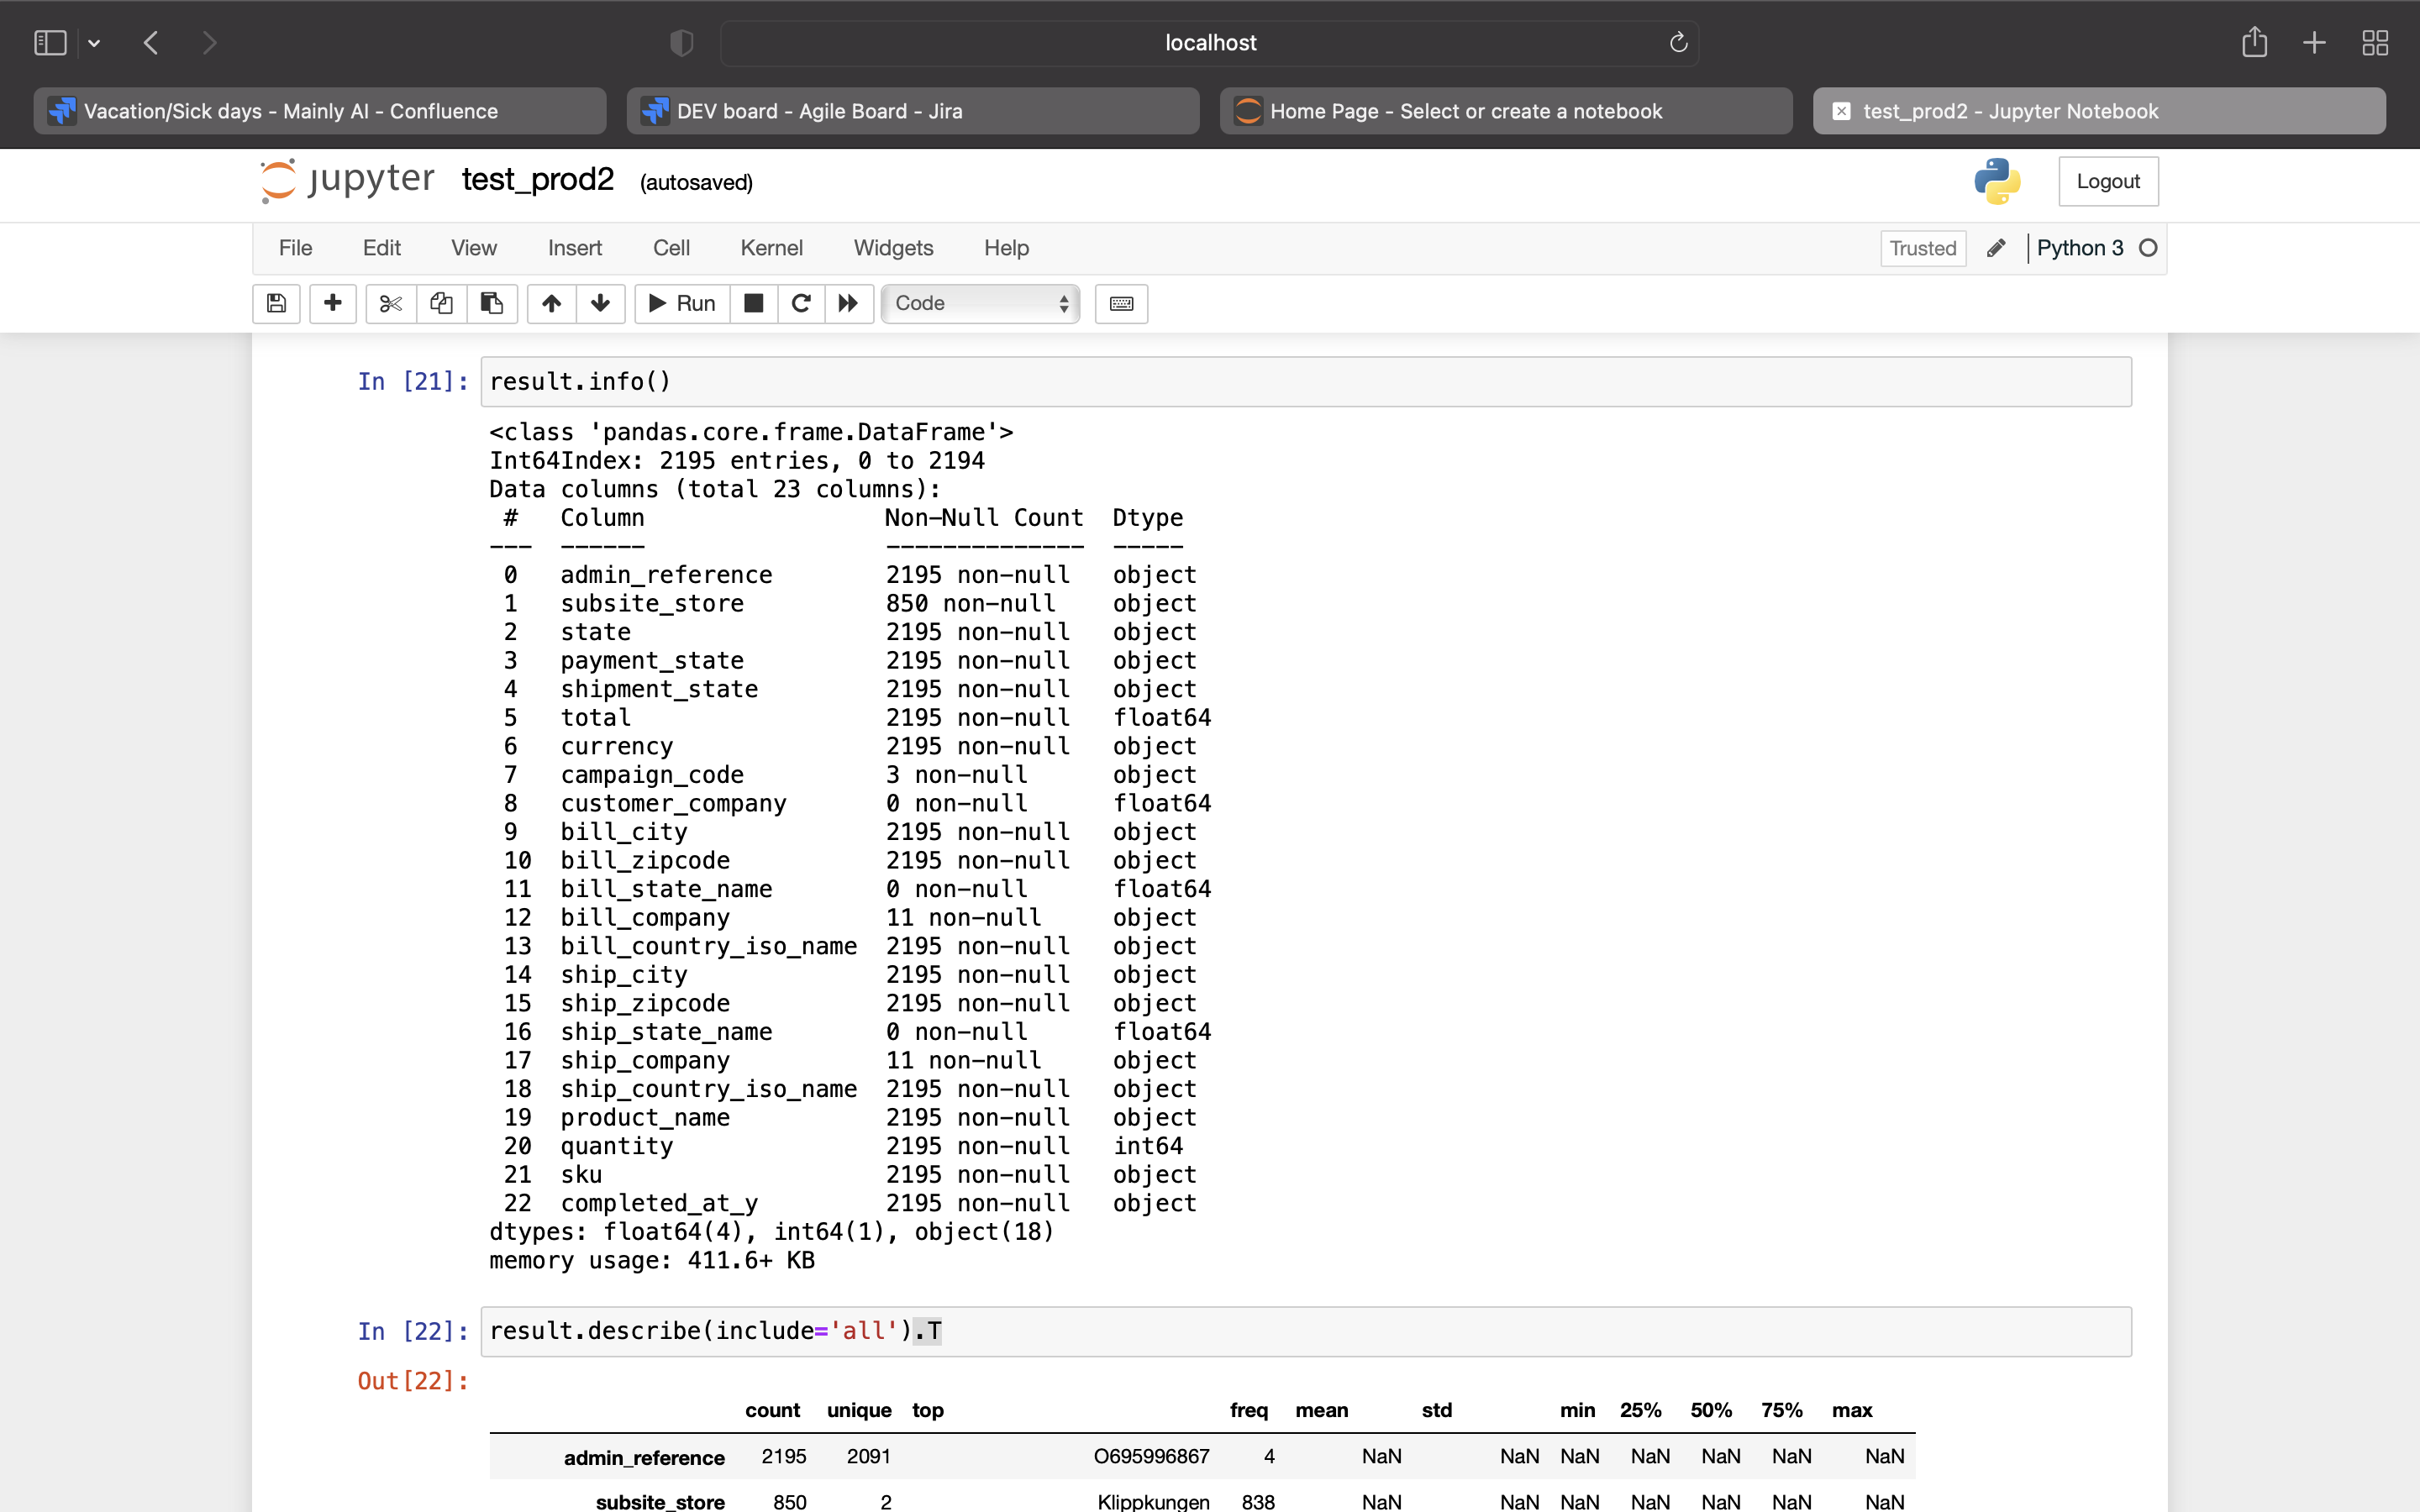 localhost
Vacation/Sick days - Mainly AI - Confluence
DEV board - Agile Board - Jira
Home Page - Select or create a notebook
test_prod2 - Jupyter Notebook
jupyter test_prod2 (autosaved)
Logout
File Edit View Insert Cell Kernel Widgets Help
Trusted
Python 3
Run
Code
In [21]: result.info()
<class 'pandas.core.frame.DataFrame'>
Int64Index: 2195 entries, 0 to 2194
Data columns (total 23 columns):
 #   Column                 Non-Null Count  Dtype
---  ------                 --------------  -----
 0   admin_reference        2195 non-null   object
 1   subsite_store          850 non-null    object
 2   state                  2195 non-null   object
 3   payment_state          2195 non-null   object
 4   shipment_state         2195 non-null   object
 5   total                  2195 non-null   float64
 6   currency               2195 non-null   object
 7   campaign_code          3 non-null      object
 8   customer_company       0 non-null      float64
 9   bill_city              2195 non-null   object
 10  bill_zipcode           2195 non-null   object
 11  bill_state_name        0 non-null      float64
 12  bill_company           11 non-null     object
 13  bill_country_iso_name  2195 non-null   object
 14  ship_city              2195 non-null   object
 15  ship_zipcode           2195 non-null   object
 16  ship_state_name        0 non-null      float64
 17  ship_company           11 non-null     object
 18  ship_country_iso_name  2195 non-null   object
 19  product_name           2195 non-null   object
 20  quantity               2195 non-null   int64
 21  sku                    2195 non-null   object
 22  completed_at_y         2195 non-null   object
dtypes: float64(4), int64(1), object(18)
memory usage: 411.6+ KB
In [22]: result.describe(include='all').T
Out[22]:
count unique top freq mean std min 25% 50% 75% max
admin_reference 2195 2091 O695996867 4 NaN NaN NaN NaN NaN NaN NaN
subsite_store 850 2 Klippkungen 838 NaN NaN NaN NaN NaN NaN NaN